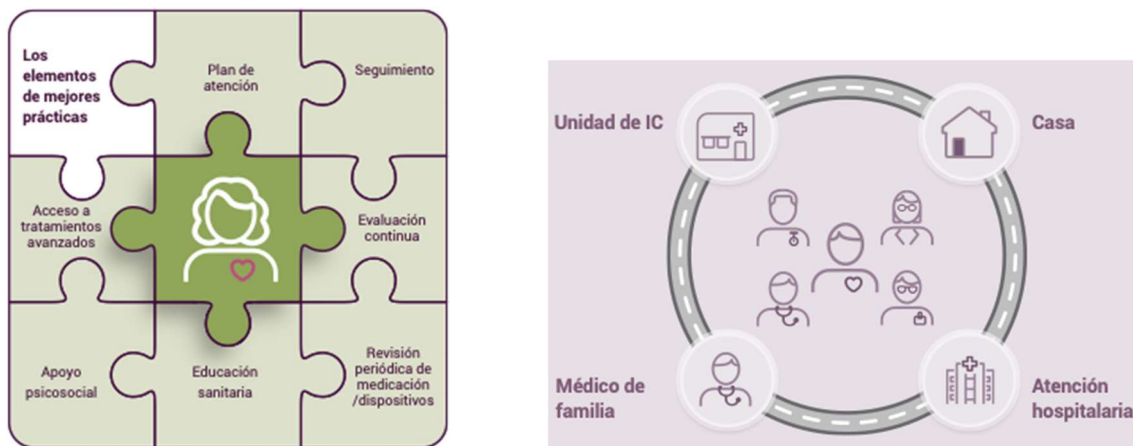 Los
elementos
de mejores
prácticas
Plan de
atención
Seguimiento
Acceso a
tratamientos
avanzados
Evaluación
continua
Apoyo
psicosocial
Educación
sanitaria
Revisión
periódica de
medicación
/dispositivos
Unidad de IC
Casa
Médico de
familia
Atención
hospitalaria